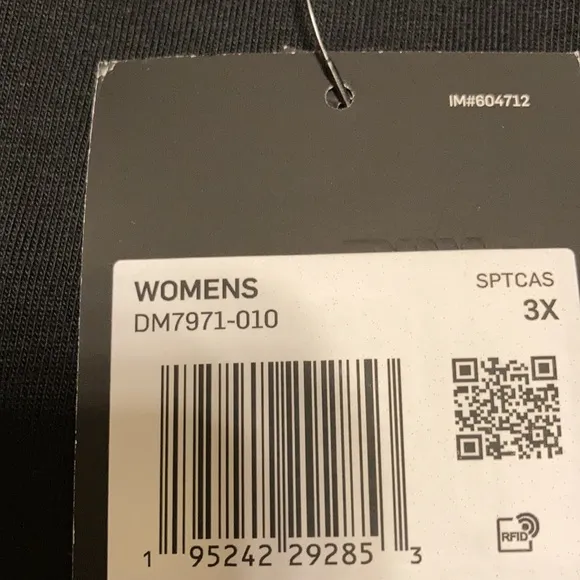 IM#604712
WOMENS
SPTCAS
DM7971-010
3X
RFID
1 95242 29285 3